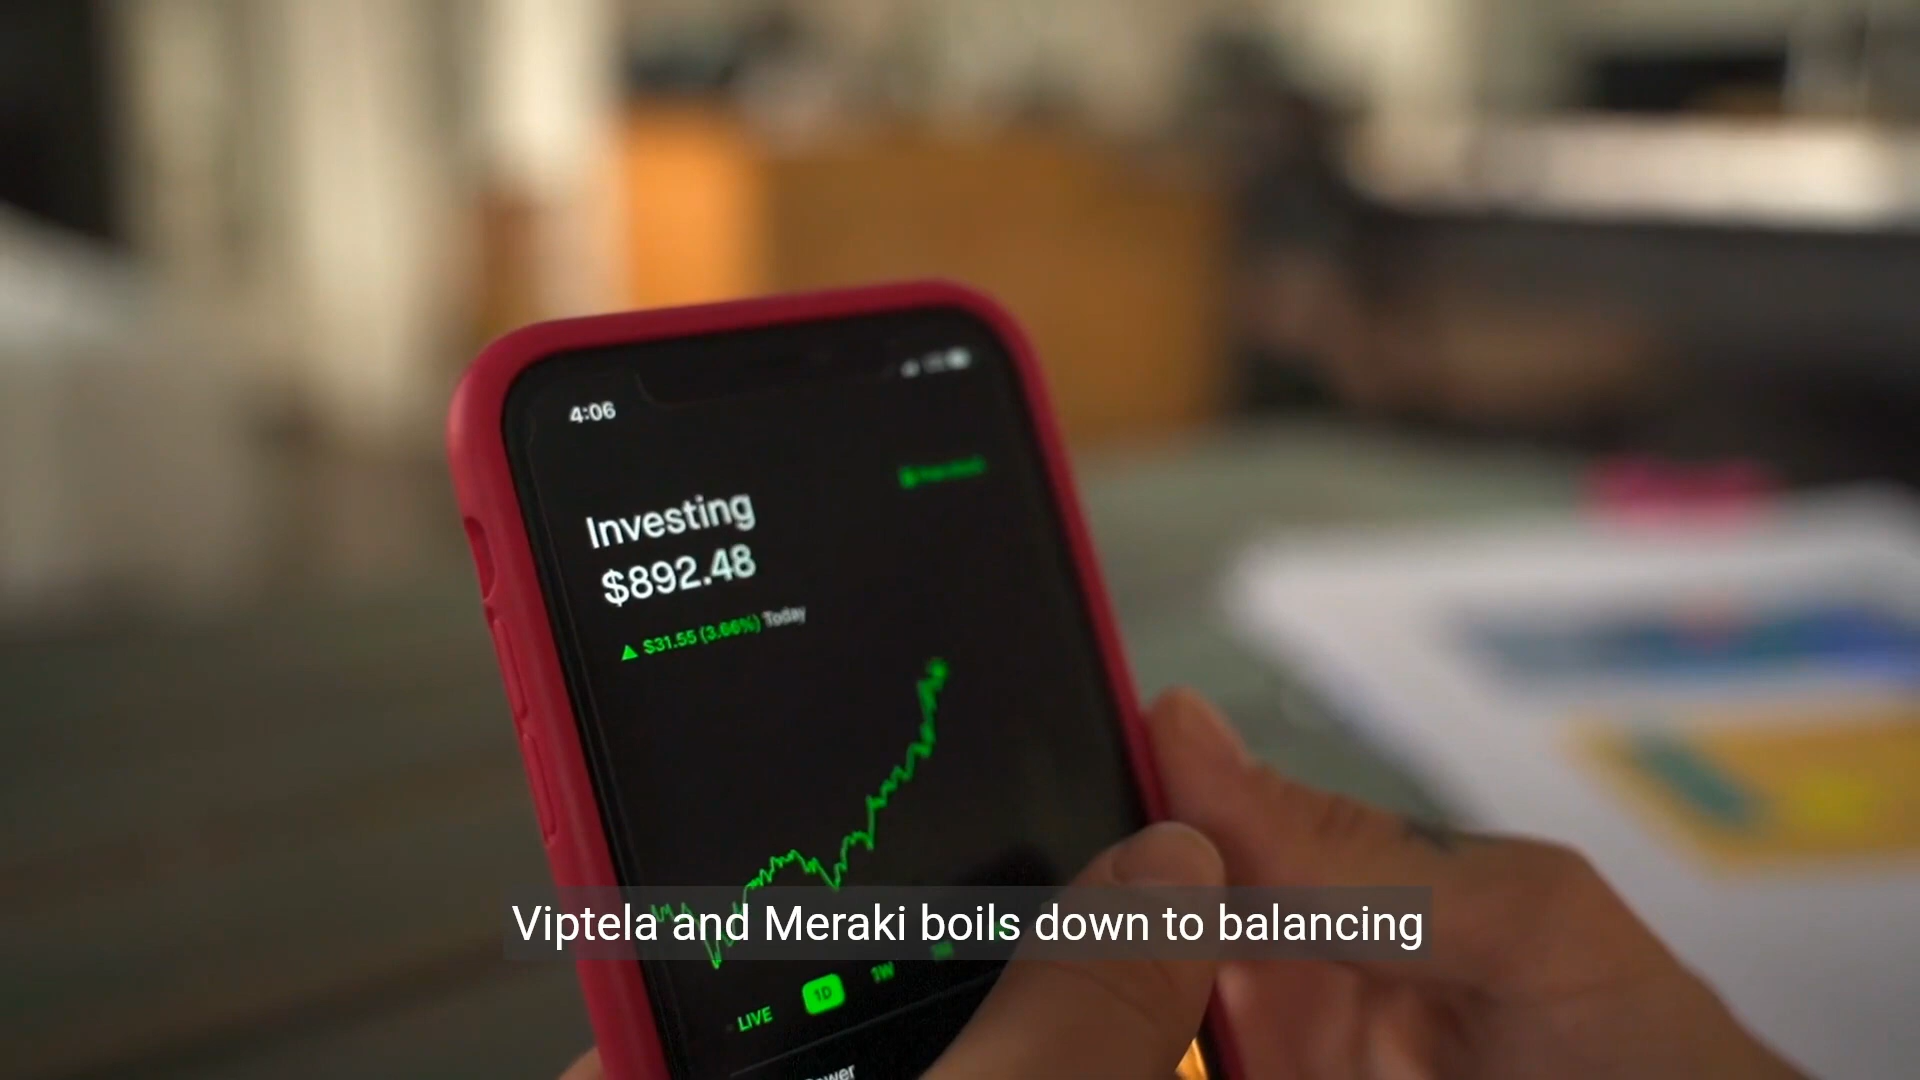 4:06
Investing
$892.48
▲ $31.55 (3.66%) Today
Viptela and Meraki boils down to balancing
LIVE 1D 1W